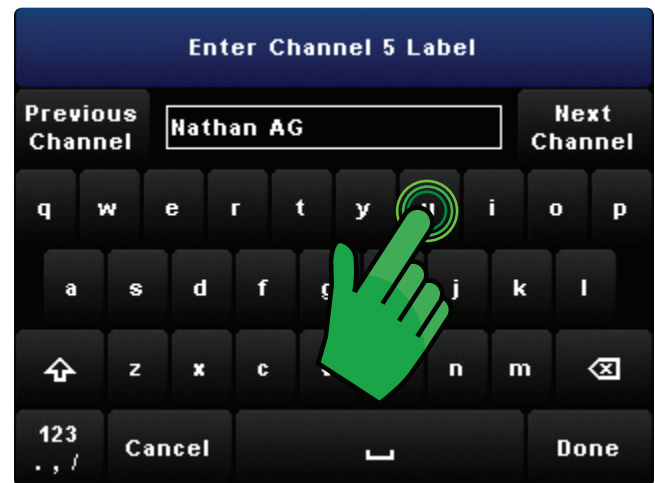 Enter Channel 5 Label
Previous
Channel
Nathan AG
Next
Channel
q w e r t y u i o p
a s d f g j k l
z x c n m
123
. , /
Cancel
Done